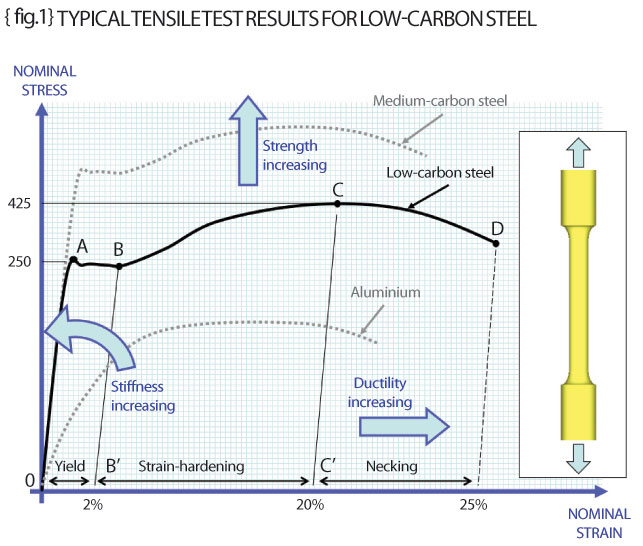 { fig.1} TYPICAL TENSILE TEST RESULTS FOR LOW-CARBON STEEL
NOMINAL
STRESS
Medium-carbon steel
Strength
increasing
Low-carbon steel
C
425
D
A
B
250
Aluminium
Stiffness
increasing
Ductility
increasing
0
Yield
B’
Strain-hardening
C’
Necking
2%
20%
25%
NOMINAL
STRAIN